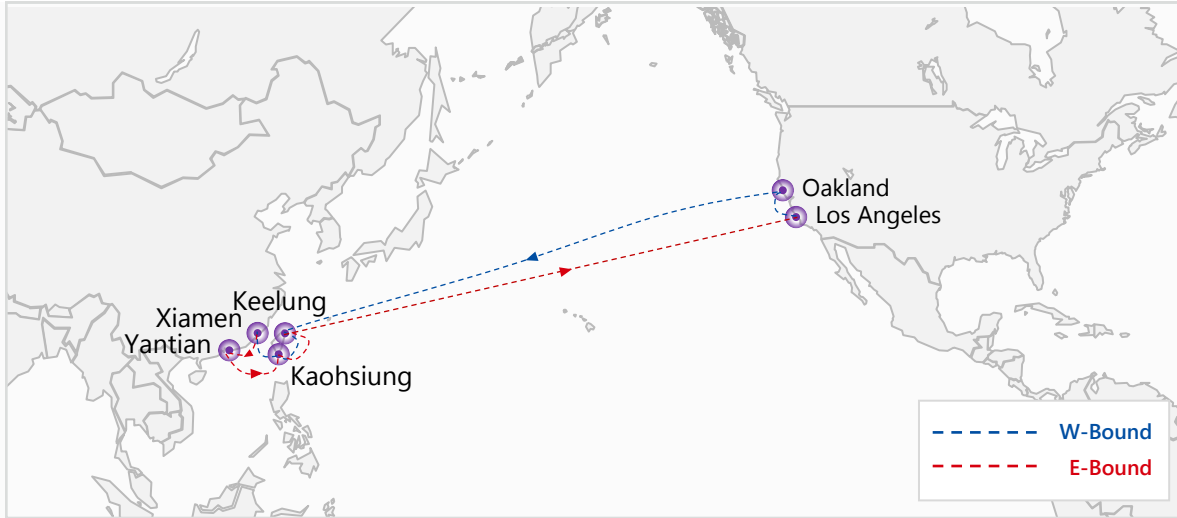 Oakland
Los Angeles
Keelung
Xiamen
Yantian
Kaohsiung
W-Bound
E-Bound